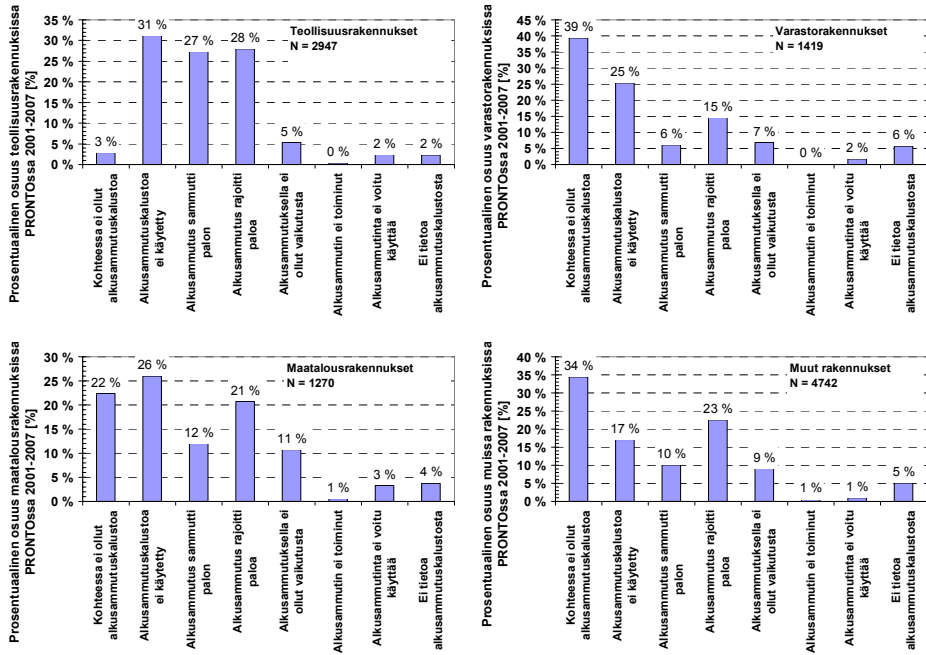 Prosentuaalinen osuus teollisuusrakennuksissa
PRONTOssa 2001-2007 [%]
35 %
30 %
25 %
20 %
15 %
10 %
5 %
0 %
Teollisuusrakennukset
N = 2947
3 %
31 %
27 %
28 %
5 %
0 %
2 %
2 %
Kohteessa ei ollut
alkusammutuskalustoa
Alkusammutuskalustoa
ei käytetty
Alkusammutus sammutti
palon
Alkusammutus rajoitti
paloa
Alkusammutuksella ei
ollut vaikutusta
Alkusammutin ei toiminut
Alkusammutinta ei voitu
käyttää
Ei tietoa
alkusammutuskalustosta
Prosentuaalinen osuus varastorakennuksissa
PRONTOssa 2001-2007 [%]
45 %
40 %
35 %
30 %
25 %
20 %
15 %
10 %
5 %
0 %
Varastorakennukset
N = 1419
39 %
25 %
6 %
15 %
7 %
0 %
2 %
6 %
Kohteessa ei ollut
alkusammutuskalustoa
Alkusammutuskalustoa
ei käytetty
Alkusammutus sammutti
palon
Alkusammutus rajoitti
paloa
Alkusammutuksella ei
ollut vaikutusta
Alkusammutin ei toiminut
Alkusammutinta ei voitu
käyttää
Ei tietoa
alkusammutuskalustosta
Prosentuaalinen osuus maatalousrakennuksissa
PRONTOssa 2001-2007 [%]
30 %
25 %
20 %
15 %
10 %
5 %
0 %
Maatalousrakennukset
N = 1270
22 %
26 %
12 %
21 %
11 %
1 %
3 %
4 %
Kohteessa ei ollut
alkusammutuskalustoa
Alkusammutuskalustoa
ei käytetty
Alkusammutus sammutti
palon
Alkusammutus rajoitti
paloa
Alkusammutuksella ei
ollut vaikutusta
Alkusammutin ei toiminut
Alkusammutinta ei voitu
käyttää
Ei tietoa
alkusammutuskalustosta
Prosentuaalinen osuus muissa rakennuksissa
PRONTOssa 2001-2007 [%]
40 %
35 %
30 %
25 %
20 %
15 %
10 %
5 %
0 %
Muut rakennukset
N = 4742
34 %
17 %
10 %
23 %
9 %
1 %
1 %
5 %
Kohteessa ei ollut
alkusammutuskalustoa
Alkusammutuskalustoa
ei käytetty
Alkusammutus sammutti
palon
Alkusammutus rajoitti
paloa
Alkusammutuksella ei
ollut vaikutusta
Alkusammutin ei toiminut
Alkusammutinta ei voitu
käyttää
Ei tietoa
alkusammutuskalustosta